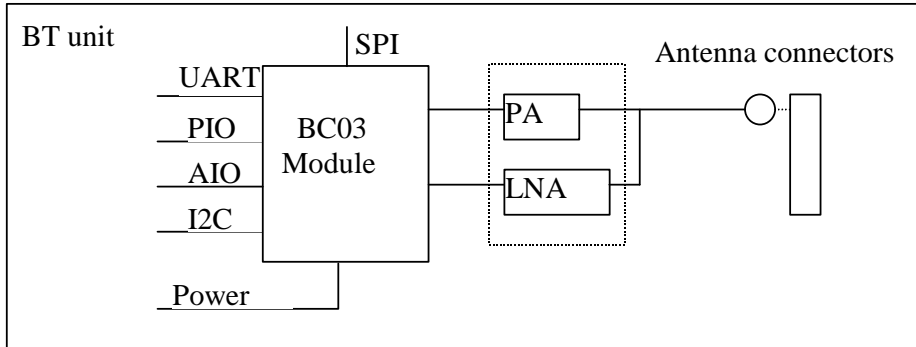 BT unit
SPI
Antenna connectors
UART
PIO
AIO
I2C
Power
BC03
Module
PA
LNA